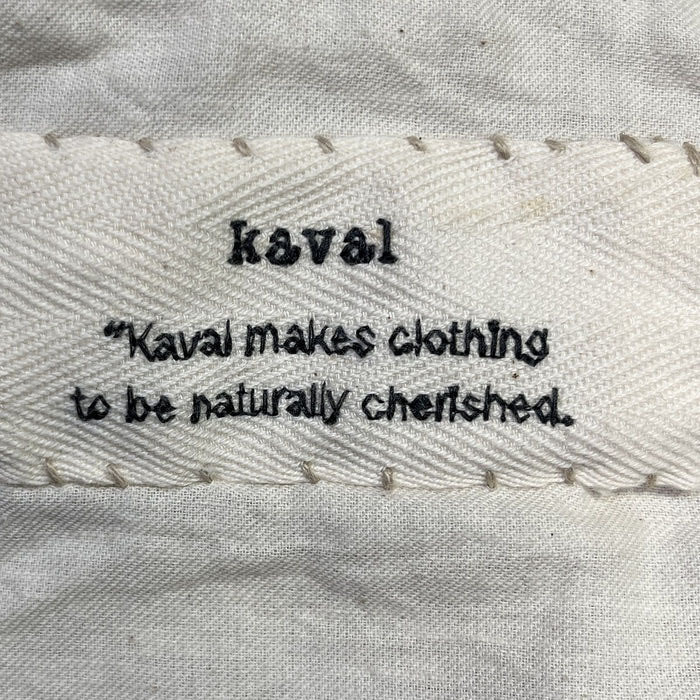 kaval
“Kaval makes clothing
to be naturally cherished.